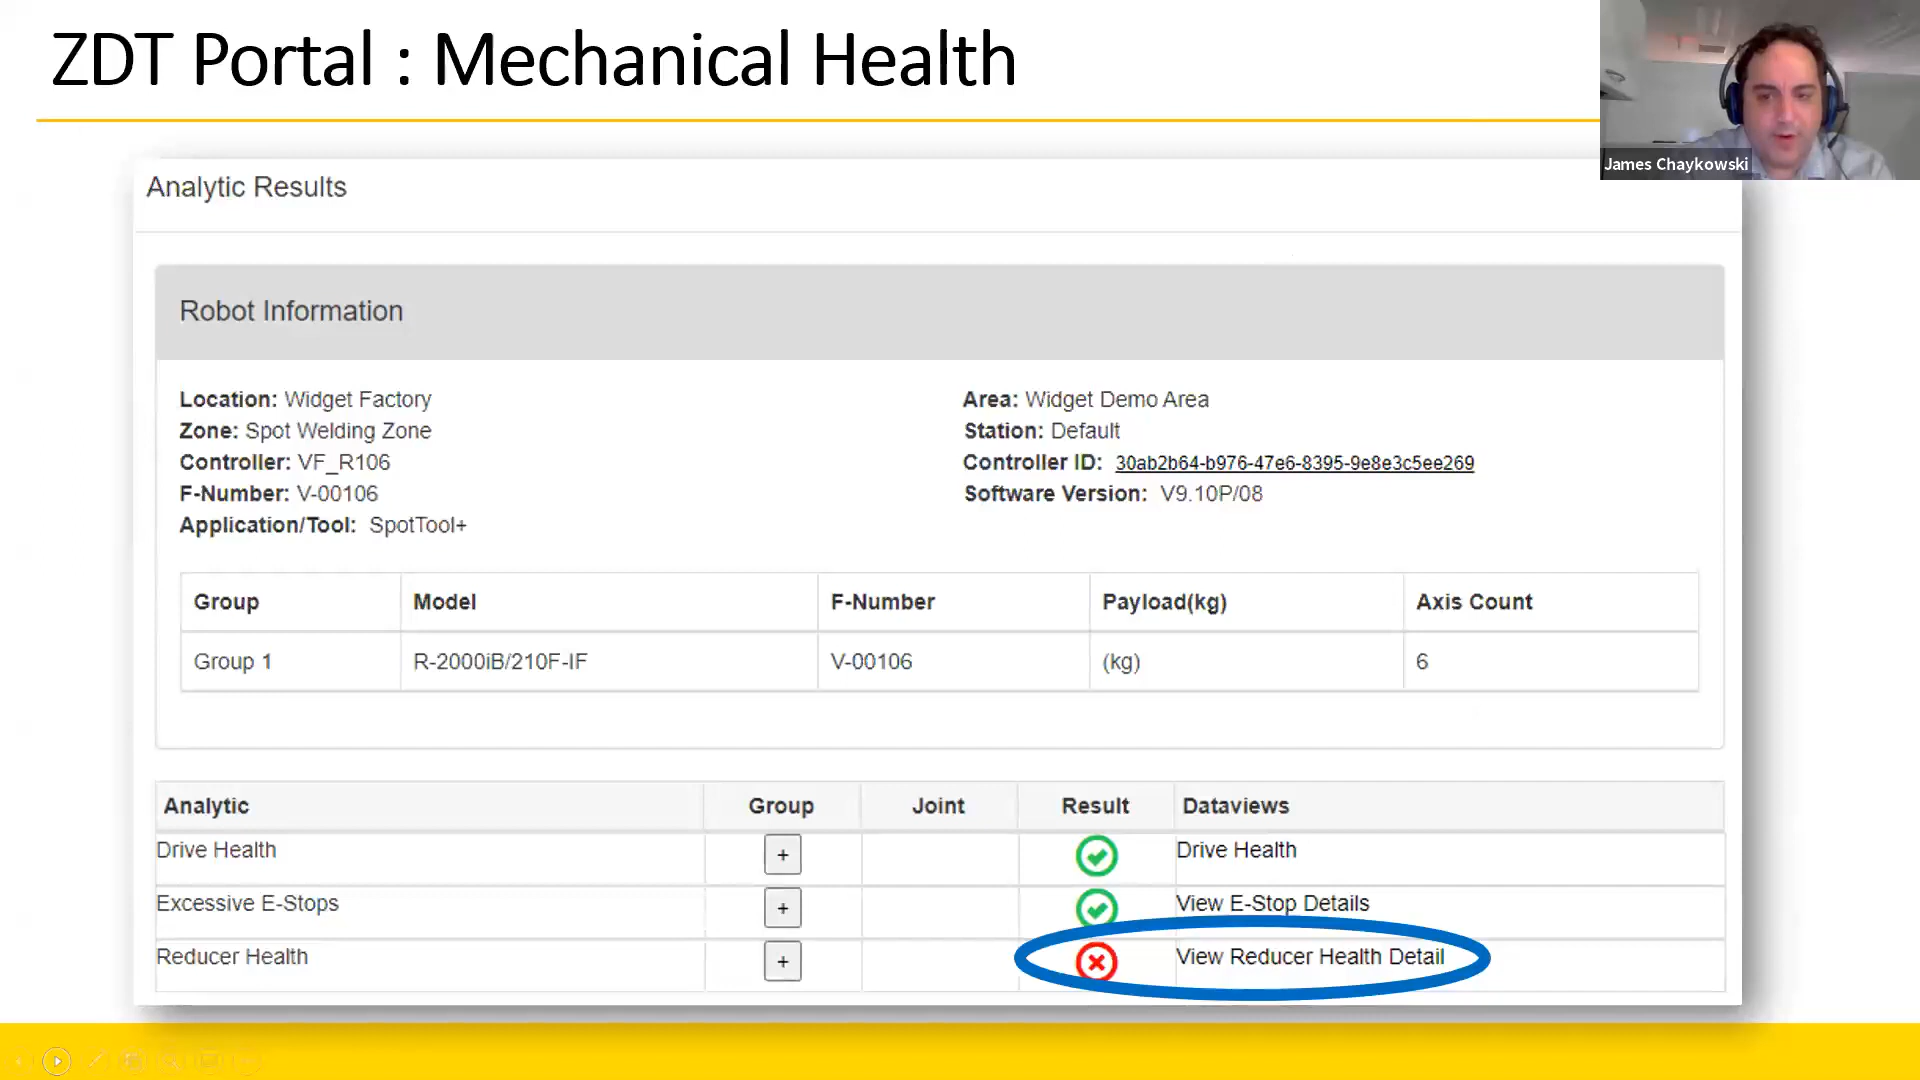 ZDT Portal : Mechanical Health
James Chaykowski
Analytic Results
Robot Information
Location: Widget Factory
Zone: Spot Welding Zone
Controller: VF_R106
F-Number: V-00106
Application/Tool: SpotTool+
Area: Widget Demo Area
Station: Default
Controller ID: 30ab2b64-b976-47e6-8395-9e8e3c5ee269
Software Version: V9.10P/08
Group Model F-Number Payload(kg) Axis Count
Group 1 R-2000iB/210F-IF V-00106 (kg) 6
Analytic Group Joint Result Dataviews
Drive Health + Drive Health
Excessive E-Stops + View E-Stop Details
Reducer Health + View Reducer Health Detail